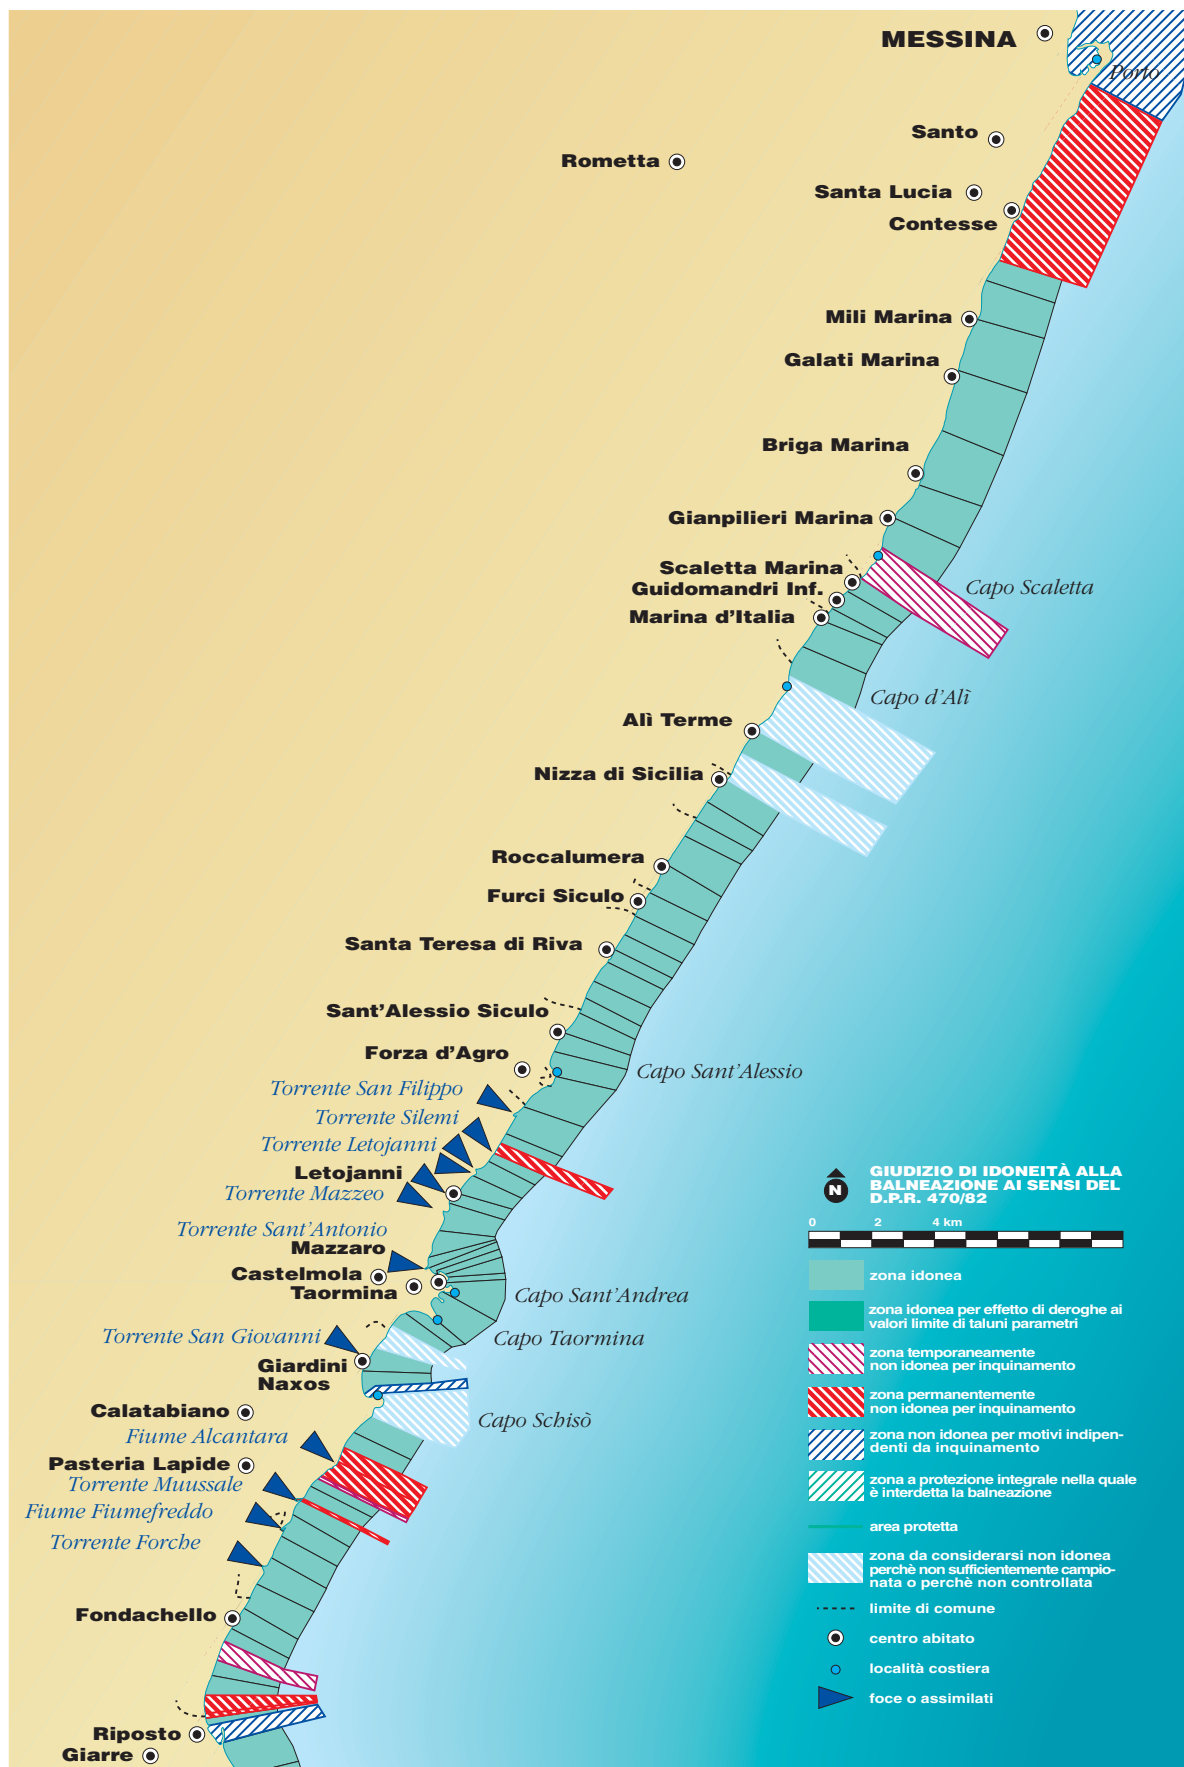 MESSINA
Porto
Santo
Rometta
Santa Lucia
Contesse
Mili Marina
Galati Marina
Briga Marina
Gianpilieri Marina
Scaletta Marina
Capo Scaletta
Guidomandri Inf.
Marina d'Italia
Capo d'Alì
Alì Terme
Nizza di Sicilia
Roccalumera
Furci Siculo
Santa Teresa di Riva
Sant'Alessio Siculo
Forza d'Agro
Capo Sant'Alessio
Torrente San Filippo
Torrente Silemi
Torrente Letojanni
Letojanni
Torrente Mazzeo
Torrente Sant'Antonio
Mazzaro
Castelmola
Taormina
Capo Sant'Andrea
Torrente San Giovanni
Capo Taormina
Giardini
Naxos
Calatabiano
Capo Schisò
Fiume Alcantara
Pasteria Lapide
Torrente Muussale
Fiume Fiumefreddo
Torrente Forche
Fondachello
Riposto
Giarre
N
GIUDIZIO DI IDONEITÀ ALLA
BALNEAZIONE AI SENSI DEL
D.P.R. 470/82
0 2 4 km
zona idonea
zona idonea per effetto di deroghe ai
valori limite di taluni parametri
zona temporaneamente
non idonea per inquinamento
zona permanentemente
non idonea per inquinamento
zona non idonea per motivi indipen-
denti da inquinamento
zona a protezione integrale nella quale
è interdetta la balneazione
area protetta
zona da considerarsi non idonea
perchè non sufficientemente campio-
nata o perchè non controllata
limite di comune
centro abitato
località costiera
foce o assimilati